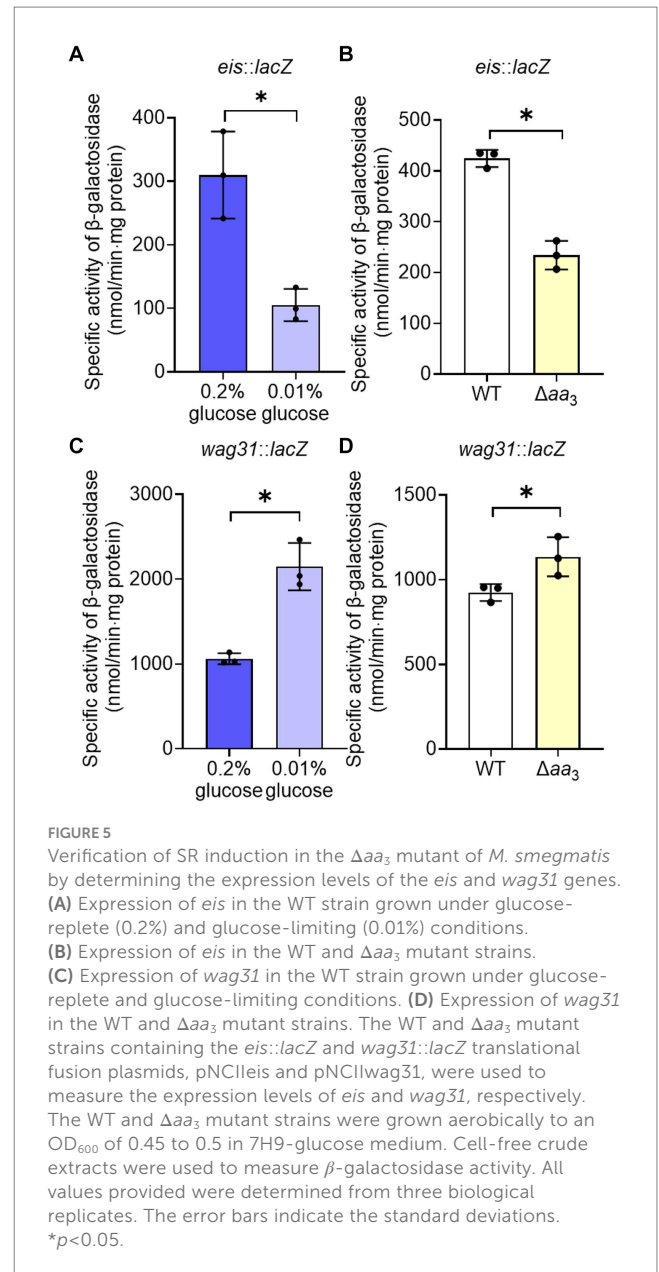 A
eis::lacZ
Specific activity of β-galactosidase
(nmol/min·mg protein)
400
300
200
100
0
*
0.2%
glucose
0.01%
glucose
B
eis::lacZ
Specific activity of β-galactosidase
(nmol/min·mg protein)
500
400
300
200
100
0
*
WT
Δaa₃
C
wag31::lacZ
Specific activity of β-galactosidase
(nmol/min·mg protein)
3000
2000
1000
0
*
0.2%
glucose
0.01%
glucose
D
wag31::lacZ
Specific activity of β-galactosidase
(nmol/min·mg protein)
1500
1000
500
0
*
WT
Δaa₃
FIGURE 5
Verification of SR induction in the Δaa₃ mutant of M. smegmatis
by determining the expression levels of the eis and wag31 genes.
(A) Expression of eis in the WT strain grown under glucose-
replete (0.2%) and glucose-limiting (0.01%) conditions.
(B) Expression of eis in the WT and Δaa₃ mutant strains.
(C) Expression of wag31 in the WT strain grown under glucose-
replete and glucose-limiting conditions. (D) Expression of wag31
in the WT and Δaa₃ mutant strains. The WT and Δaa₃ mutant
strains containing the eis::lacZ and wag31::lacZ translational
fusion plasmids, pNCIIeis and pNCIIwag31, were used to
measure the expression levels of eis and wag31, respectively.
The WT and Δaa₃ mutant strains were grown aerobically to an
OD₆₀₀ of 0.45 to 0.5 in 7H9-glucose medium. Cell-free crude
extracts were used to measure β-galactosidase activity. All
values provided were determined from three biological
replicates. The error bars indicate the standard deviations.
*p<0.05.